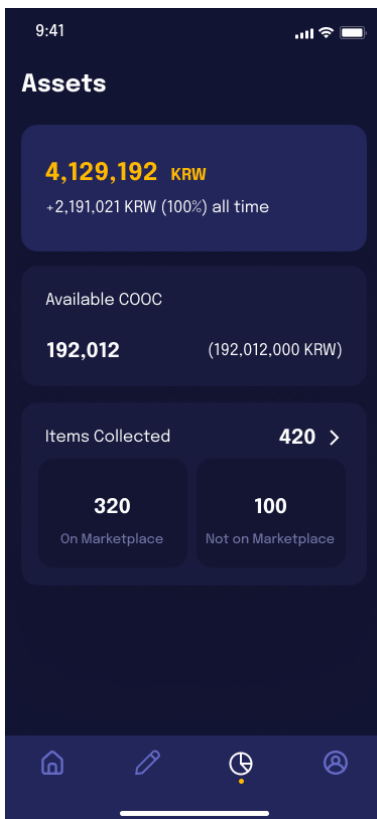 9:41
Assets
4,129,192 KRW
+2,191,021 KRW (100%) all time
Available COOC
192,012 (192,012,000 KRW)
Items Collected 420 >
320 100
On Marketplace Not on Marketplace